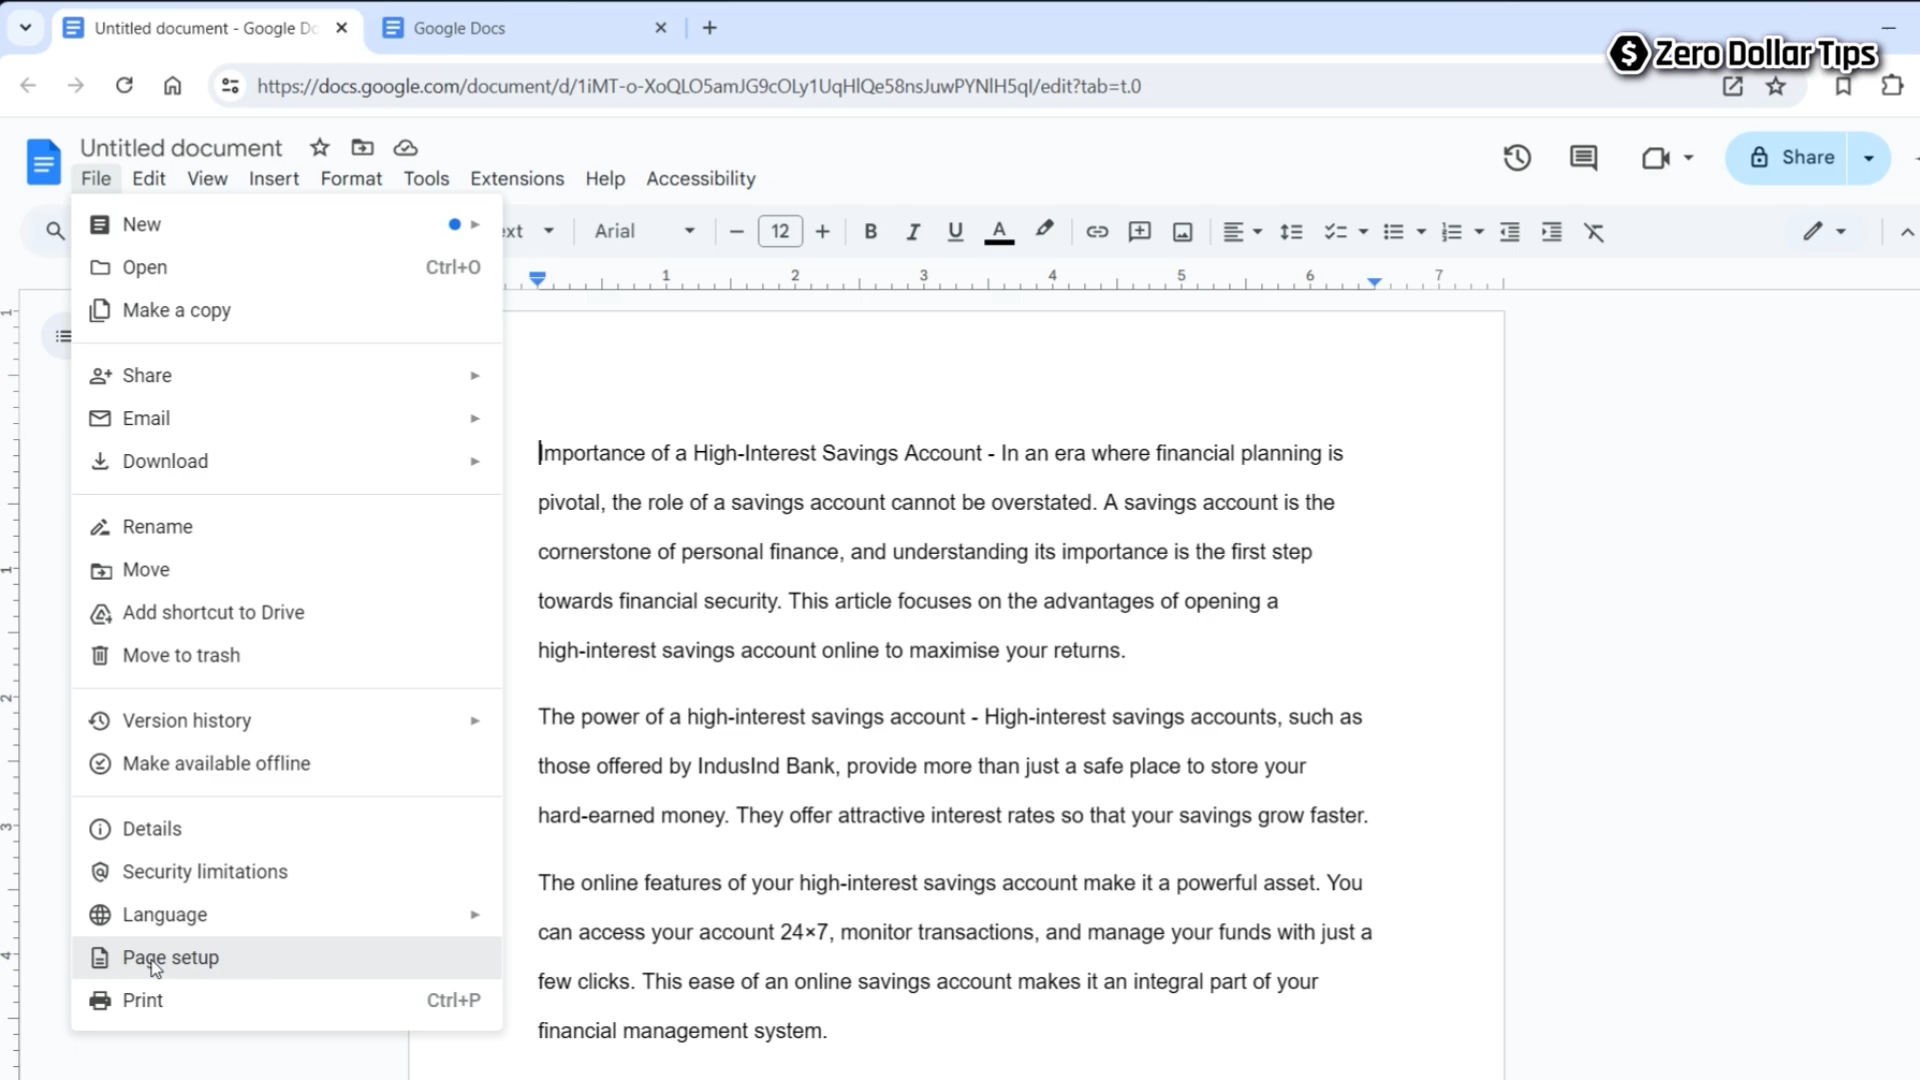 Untitled document - Google Do
Google Docs
Zero Dollar Tips
https://docs.google.com/document/d/1iMT-o-XoQLO5amJG9cOLy1UqHlQe58nsJuwPYNlH5qI/edit?tab=t.0
Untitled document
Share
File Edit View Insert Format Tools Extensions Help Accessibility
ext Arial 12
1 2 3 4 5 6 7
New
Open Ctrl+O
Make a copy
Share
Email
Download
Rename
Move
Add shortcut to Drive
Move to trash
Version history
Make available offline
Details
Security limitations
Language
Page setup
Print Ctrl+P
1
1
2
3
4
Importance of a High-Interest Savings Account - In an era where financial planning is
pivotal, the role of a savings account cannot be overstated. A savings account is the
cornerstone of personal finance, and understanding its importance is the first step
towards financial security. This article focuses on the advantages of opening a
high-interest savings account online to maximise your returns.
The power of a high-interest savings account - High-interest savings accounts, such as
those offered by IndusInd Bank, provide more than just a safe place to store your
hard-earned money. They offer attractive interest rates so that your savings grow faster.
The online features of your high-interest savings account make it a powerful asset. You
can access your account 24×7, monitor transactions, and manage your funds with just a
few clicks. This ease of an online savings account makes it an integral part of your
financial management system.